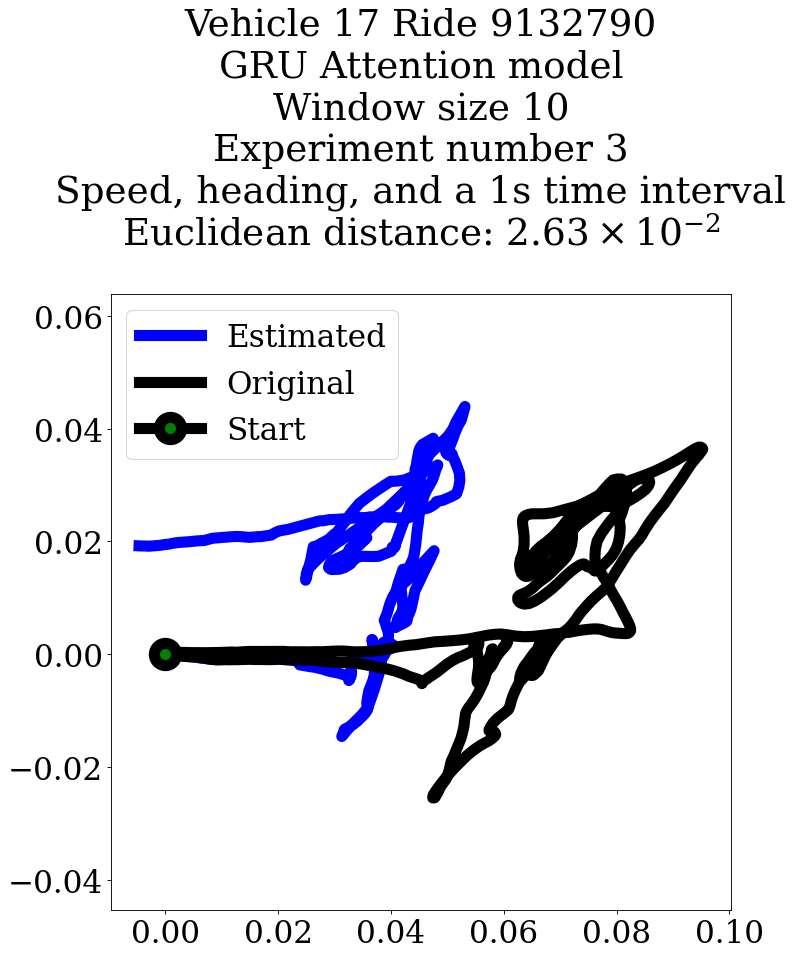 Vehicle 17 Ride 9132790
GRU Attention model
Window size 10
Experiment number 3
Speed, heading, and a 1s time interval
Euclidean distance: 2.63 × 10⁻²
Estimated
Original
Start
0.06
0.04
0.02
0.00
−0.02
−0.04
0.00 0.02 0.04 0.06 0.08 0.10